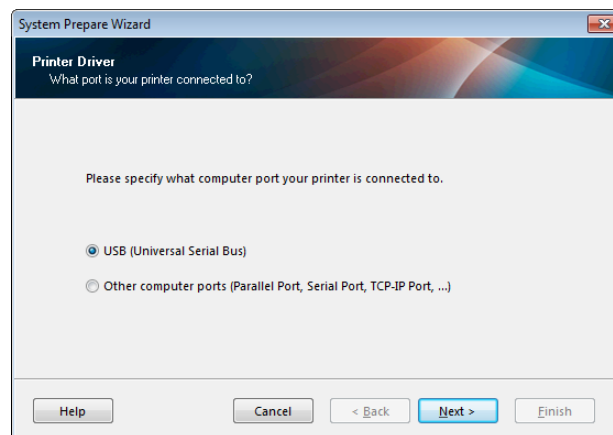 System Prepare Wizard
Printer Driver
What port is your printer connected to?
Please specify what computer port your printer is connected to.
USB (Universal Serial Bus)
Other computer ports (Parallel Port, Serial Port, TCP-IP Port, ...)
Help
Cancel
< Back
Next >
Finish